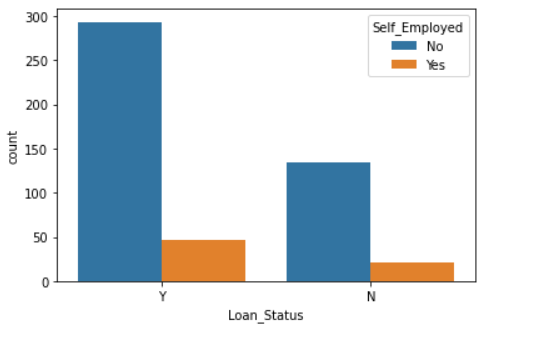 300
250
200
150
100
50
0
count
Self_Employed
No
Yes
Y
N
Loan_Status